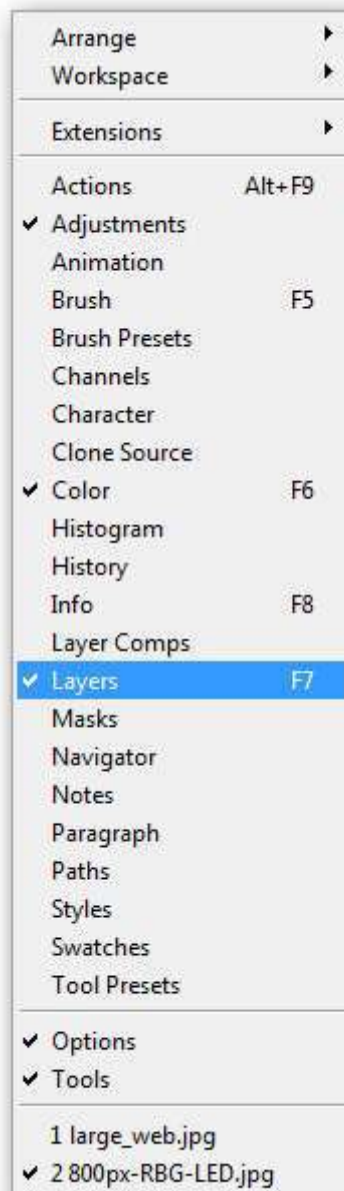 Arrange
Workspace
Extensions
Actions Alt+F9
Adjustments
Animation
Brush F5
Brush Presets
Channels
Character
Clone Source
Color F6
Histogram
History
Info F8
Layer Comps
Layers F7
Masks
Navigator
Notes
Paragraph
Paths
Styles
Swatches
Tool Presets
Options
Tools
1 large_web.jpg
2 800px-RBG-LED.jpg